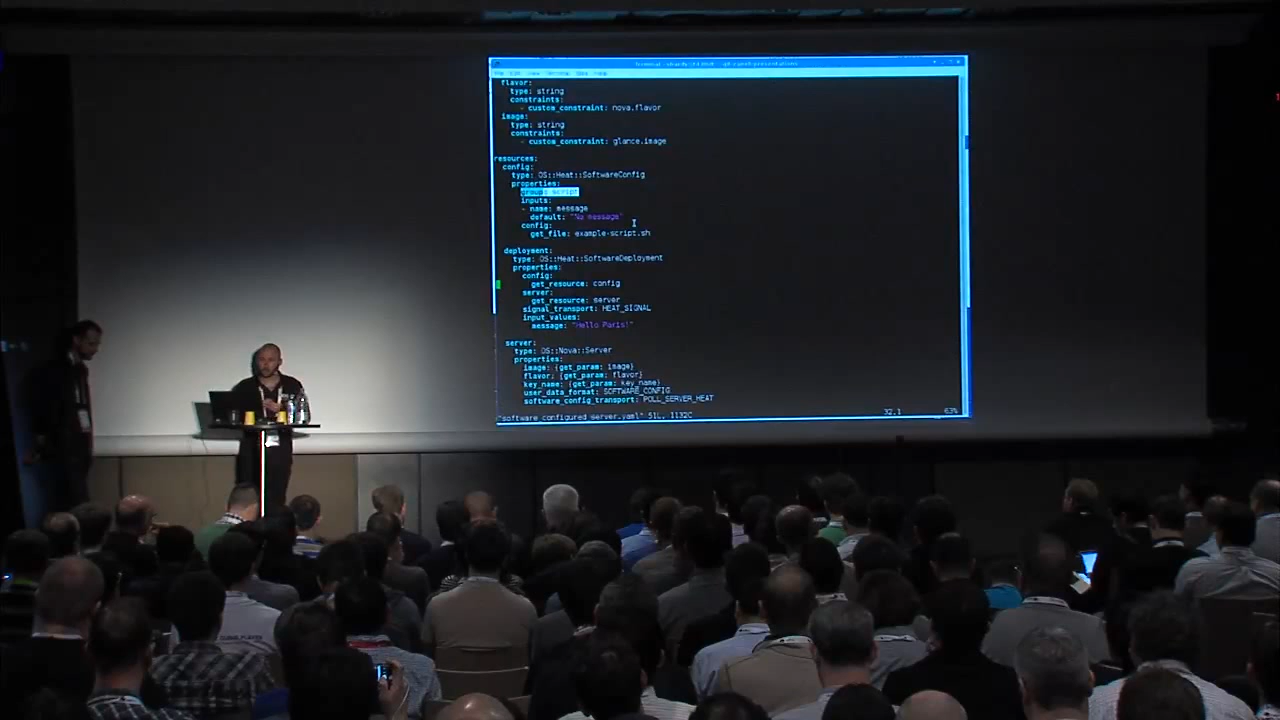 flavor:
type: string
constraints:
- custom_constraint: nova.flavor
image:
type: string
constraints:
- custom_constraint: glance.image
resources:
config:
type: OS::Heat::SoftwareConfig
properties:
group: script
inputs:
- name: message
default: "No message"
config:
get_file: example-script.sh
deployment:
type: OS::Heat::SoftwareDeployment
properties:
config:
get_resource: config
server:
get_resource: server
signal_transport: HEAT_SIGNAL
input_values:
message: "Hello Paris!"
server:
type: OS::Nova::Server
properties:
image: {get_param: image}
flavor: {get_param: flavor}
key_name: {get_param: key_name}
user_data_format: SOFTWARE_CONFIG
software_config_transport: POLL_SERVER_HEAT
"software_configured_server.yaml" 51L, 1132C 32,1 63%